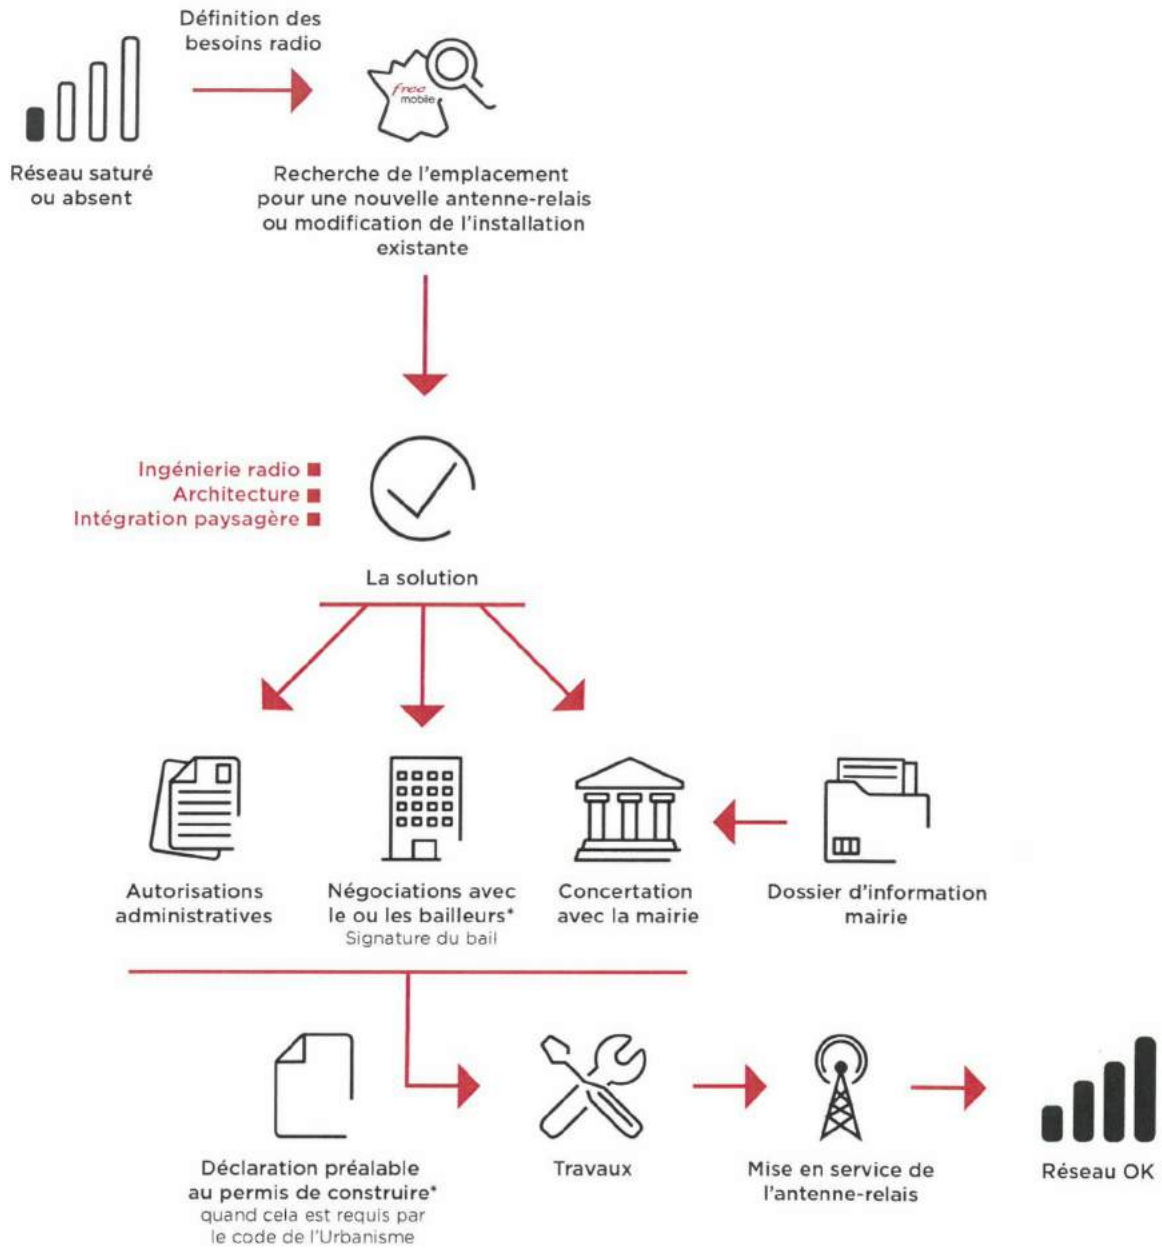 Définition des
besoins radio
free
mobile
Réseau saturé
ou absent
Recherche de l'emplacement
pour une nouvelle antenne-relais
ou modification de l'installation
existante
Ingénierie radio
Architecture
Intégration paysagère
La solution
Autorisations
administratives
Négociations avec
le ou les bailleurs*
Signature du bail
Concertation
avec la mairie
Dossier d'information
mairie
Déclaration préalable
au permis de construire*
quand cela est requis par
le code de l'Urbanisme
Travaux
Mise en service de
l'antenne-relais
Réseau OK